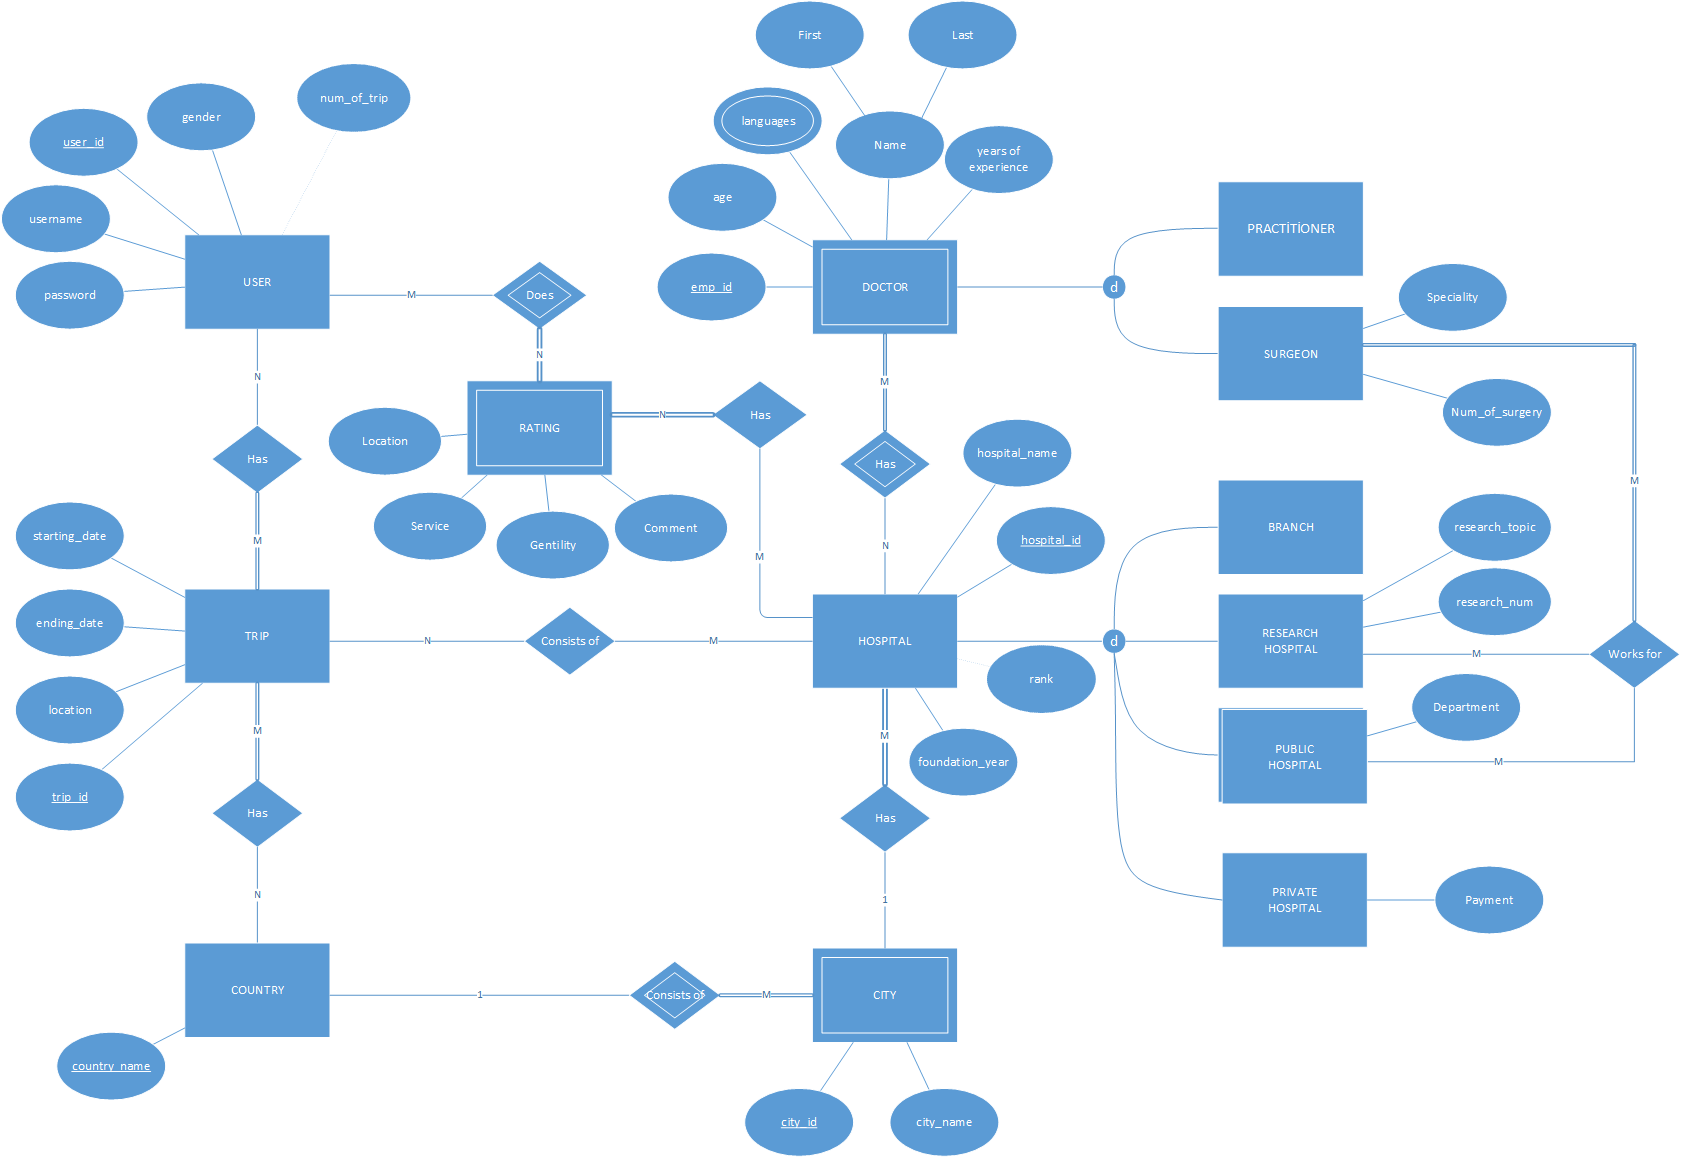 First
Last
num_of_trip
gender
languages
user_id
Name
years of
experience
age
username
PRACTİTİONER
password
USER
M
Does
emp_id
DOCTOR
d
Speciality
N
SURGEON
N
M
Has
N
Has
Num_of_surgery
Location
RATING
hospital_name
Has
Has
M
Service
Comment
BRANCH
research_topic
starting_date
M
Gentility
N
hospital_id
M
research_num
ending_date
TRIP
N
Consists of
M
HOSPITAL
d
RESEARCH
HOSPITAL
M
Works for
rank
location
Department
M
M
PUBLIC
HOSPITAL
foundation_year
M
trip_id
Has
Has
N
1
PRIVATE
HOSPITAL
Payment
COUNTRY
1
Consists of
M
CITY
country_name
city_id
city_name